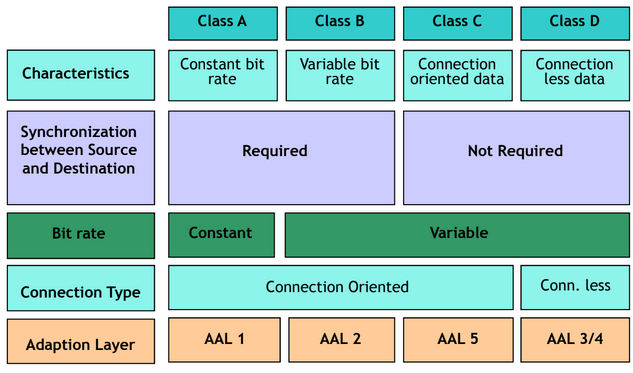 Class A
Class B
Class C
Class D
Characteristics
Constant bit
rate
Variable bit
rate
Connection
oriented data
Connection
less data
Synchronization
between Source
and Destination
Required
Not Required
Bit rate
Constant
Variable
Connection Type
Connection Oriented
Conn. less
Adaption Layer
AAL 1
AAL 2
AAL 5
AAL 3/4